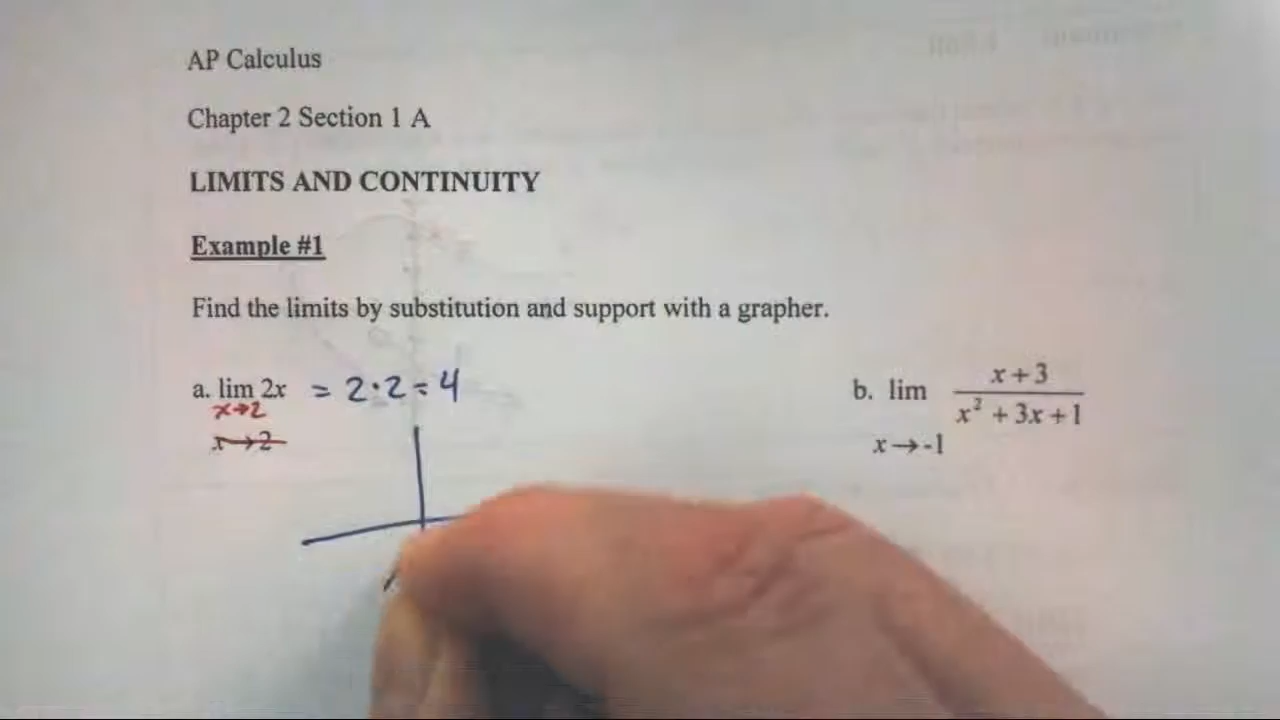 AP Calculus
Chapter 2 Section 1 A
LIMITS AND CONTINUITY
Example #1
Find the limits by substitution and support with a grapher.
a. lim 2x = 2·2 = 4
x→2
x→2
b. lim (x+3)/(x² + 3x + 1)
x→-1